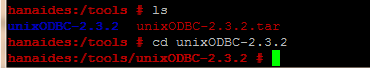 hanaides:/tools # ls
unixODBC-2.3.2  unixODBC-2.3.2.tar
hanaides:/tools # cd unixODBC-2.3.2
hanaides:/tools/unixODBC-2.3.2 #